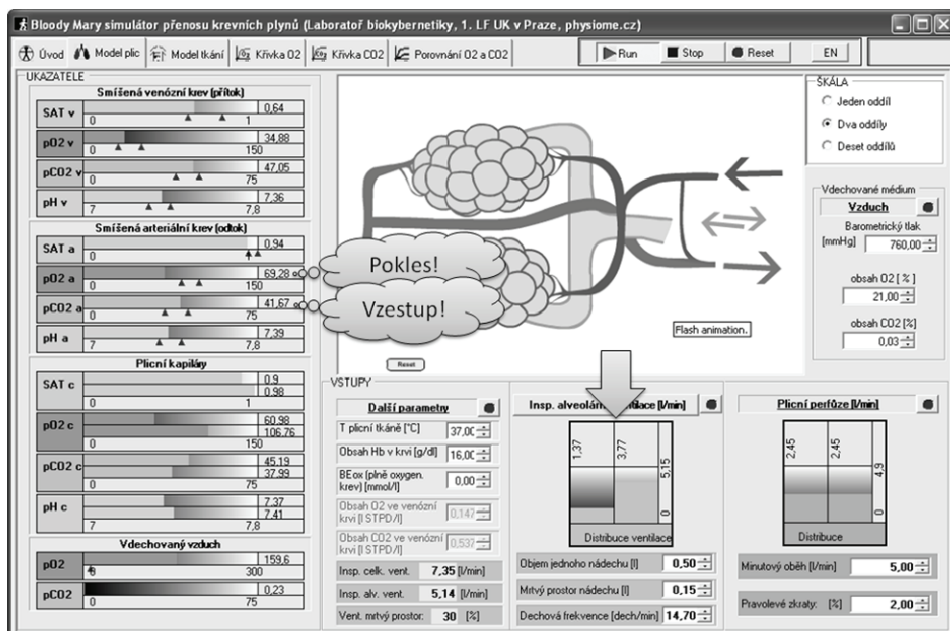 Bloody Mary simulátor přenosu krevních plynů (Laboratoř biokybernetiky, 1. LF UK v Praze, physiome.cz)
Úvod Model plic Model tkání Křivka O2 Křivka CO2 Porovnání O2 a CO2 Run Stop Reset EN
UKAZATELE
Smíšená venózní krev (přítok)
SAT v 0,64
0 1
pO2 v 34,88
0 150
pCO2 v 47,05
0 75
pH v 7,36
7 7,8
Smíšená arteriální krev (odtok)
SAT a 0,94
0 1
pO2 a 69,28
0 150
pCO2 a 41,67
0 75
pH a 7,39
7 7,8
Plicní kapiláry
SAT c 0,9
0,98
0 1
pO2 c 60,98
106,76
0 150
pCO2 c 45,19
37,99
0 75
pH c 7,37
7,41
7 7,8
Vdechovaný vzduch
pO2 159,6
0 300
pCO2 0,23
0 75
Pokles!
Vzestup!
Flash animation.
Reset
ŠKÁLA
Jeden oddíl
Dva oddíly
Deset oddílů
Vdechované médium
Vzduch
Barometrický tlak
[mmHg] 760,00
obsah O2 [ % ]
21,00
obsah CO2 [%]
0,03
VSTUPY
Další parametry
T plicní tkáně [°C] 37,0
Obsah Hb v krvi [g/dl] 16,0
BEox (plně oxygen.
krev) [mmol/l] 0,00
Obsah O2 ve venózní
krvi [l STPD/l] 0,147
Obsah CO2 ve venózní
krvi [l STPD/l] 0,537
Insp. celk. vent. 7,35 [l/min]
Insp. alv. vent. 5,14 [l/min]
Vent. mrtvý prostor: 30 [%]
Insp. alveolární ventilace [l/min]
1,37 3,77 5,15
0
Distribuce ventilace
Objem jednoho nádechu [l] 0,50
Mrtvý prostor nádechu [l] 0,15
Dechová frekvence [dech/min] 14,70
Plicní perfúze [l/min]
2,45 2,45 4,9
0
Distribuce
Minutový oběh [l/min] 5,00
Pravolevé zkraty: [%] 2,00